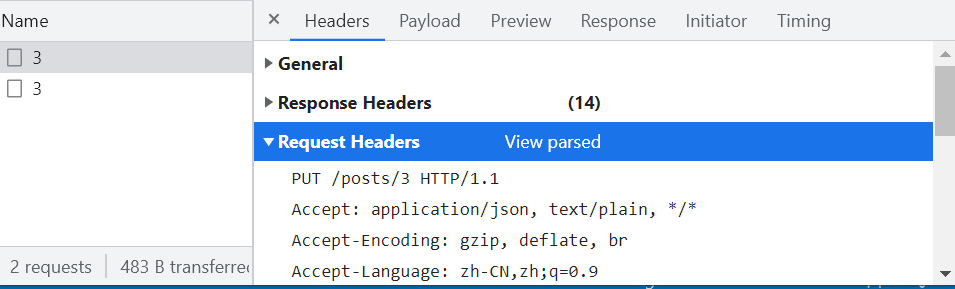 Name
3
3
2 requests
483 B transferre
Headers Payload Preview Response Initiator Timing
General
Response Headers (14)
Request Headers View parsed
PUT /posts/3 HTTP/1.1
Accept: application/json, text/plain, */*
Accept-Encoding: gzip, deflate, br
Accept-Language: zh-CN,zh;q=0.9